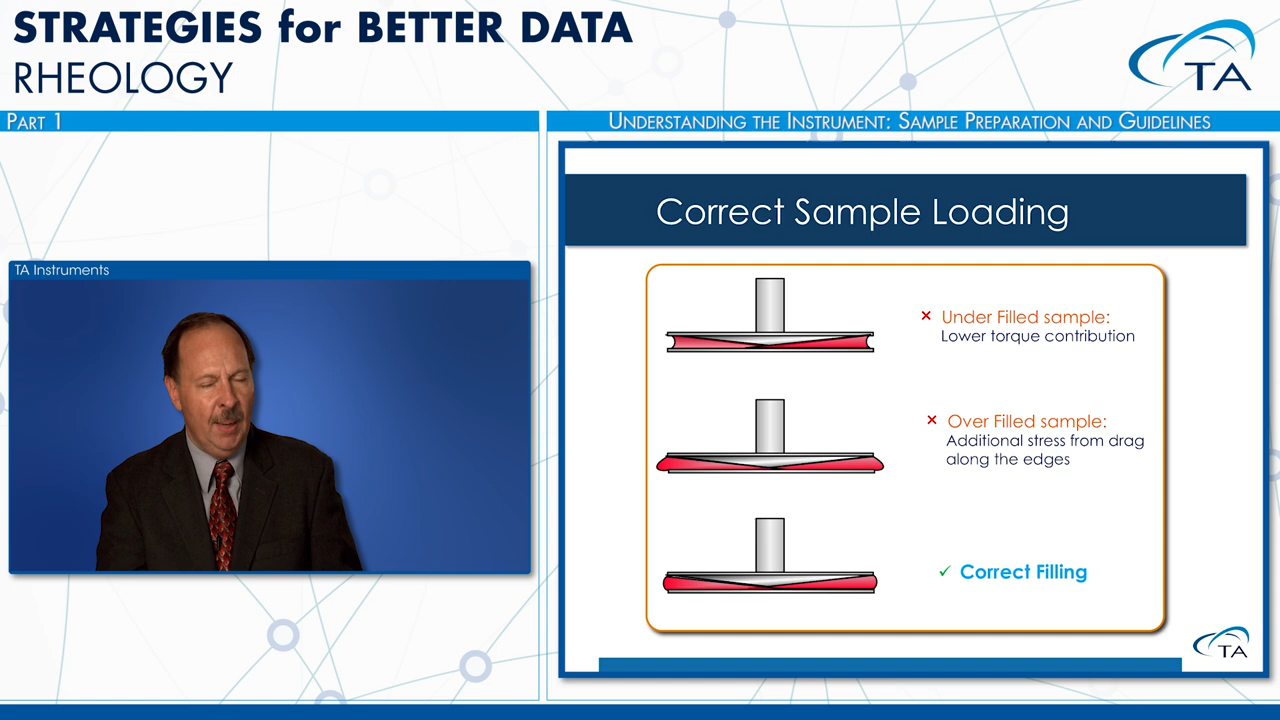 STRATEGIES for BETTER DATA
RHEOLOGY
TA
PART 1
UNDERSTANDING THE INSTRUMENT: SAMPLE PREPARATION AND GUIDELINES
TA Instruments
Correct Sample Loading
× Under Filled sample:
Lower torque contribution
× Over Filled sample:
Additional stress from drag
along the edges
✓ Correct Filling
TA